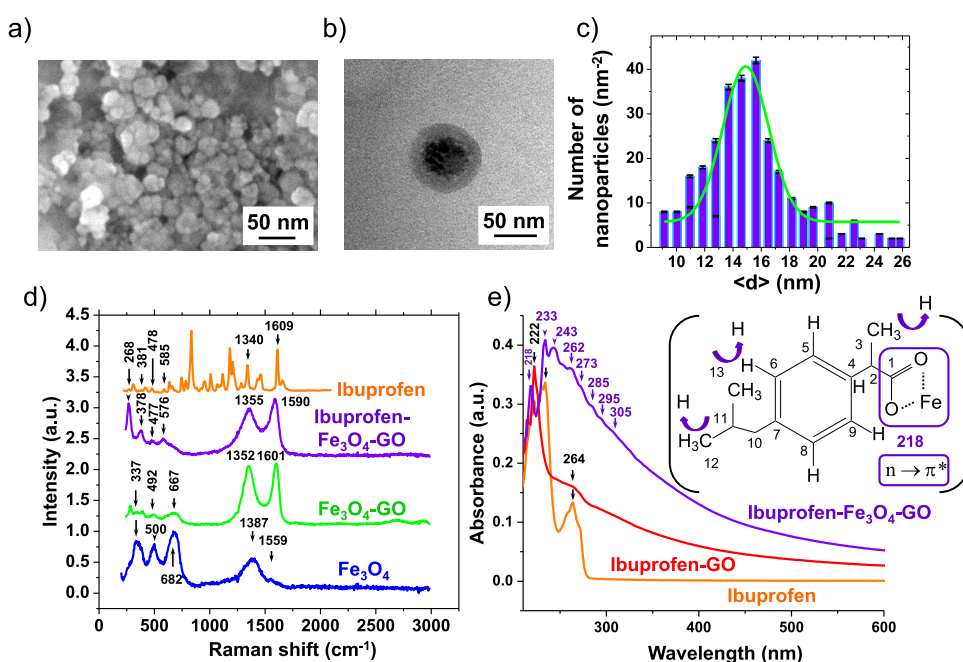 a)
50 nm
b)
50 nm
c)
Number of
nanoparticles (nm⁻²)
40
30
20
10
0
10 12 14 16 18 20 22 24 26
<d> (nm)
d)
Intensity (a.u.)
4.5
4.0
3.5
3.0
2.5
2.0
1.5
1.0
0.5
0.0
268
381
478
585
1340
1609
Ibuprofen
378
477
576
1355
1590
Ibuprofen-
Fe₃O₄-GO
337
492
667
1352
1601
Fe₃O₄-GO
500
682
1387
1559
Fe₃O₄
0 500 1000 1500 2000 2500 3000
Raman shift (cm⁻¹)
e)
Absorbance (a.u.)
0.4
0.3
0.2
0.1
0.0
218
222
233
243
262
273
285
295
305
264
Ibuprofen-Fe₃O₄-GO
Ibuprofen-GO
Ibuprofen
300 400 500 600
Wavelength (nm)
H
H
H
H
H
H
H
CH₃
H₃C
CH₃
O
O
Fe
1
2
3
4
5
6
7
8
9
10
11
12
13
218
n → π*